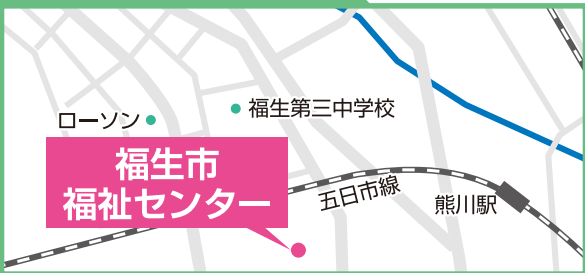 福生第三中学校
ローソン
福生市
福祉センター
五日市線
熊川駅